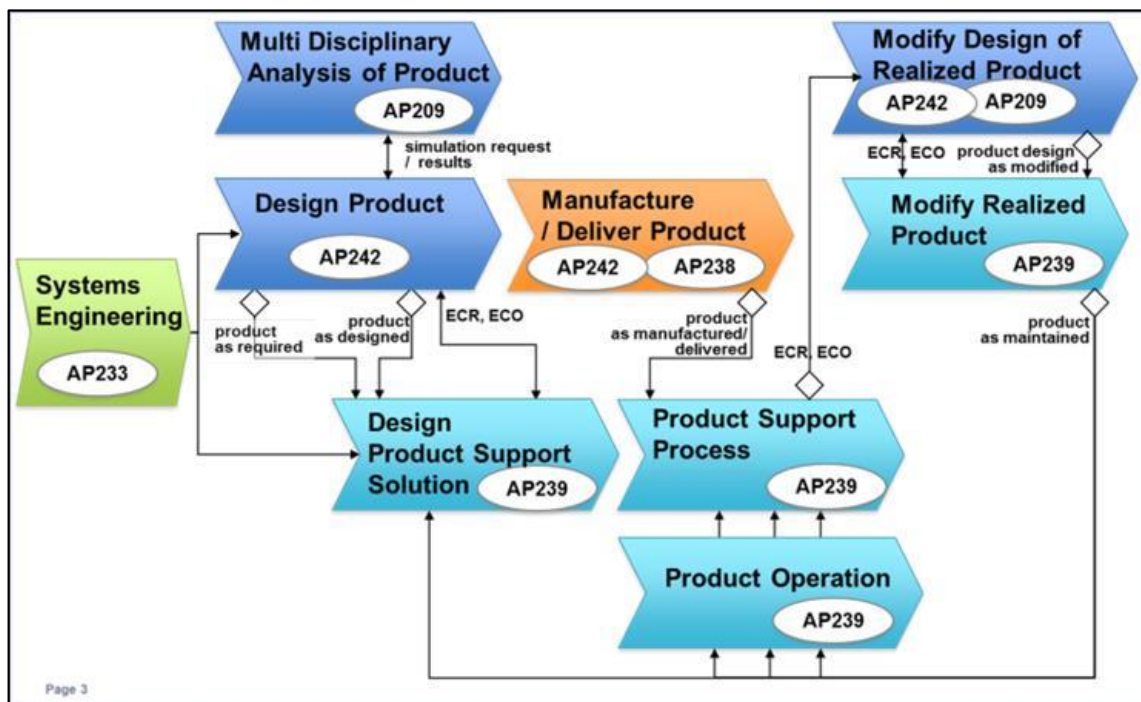 Multi Disciplinary
Analysis of Product
AP209
simulation request
/ results
Design Product
AP242
Manufacture
/ Deliver Product
AP242
AP238
Modify Design of
Realized Product
AP242
AP209
ECR, ECO
product design
as modified
Modify Realized
Product
AP239
Systems
Engineering
AP233
product
as required
product
as designed
ECR, ECO
product
as manufactured/
delivered
ECR, ECO
product
as maintained
Design
Product Support
Solution
AP239
Product Support
Process
AP239
Product Operation
AP239
Page 3